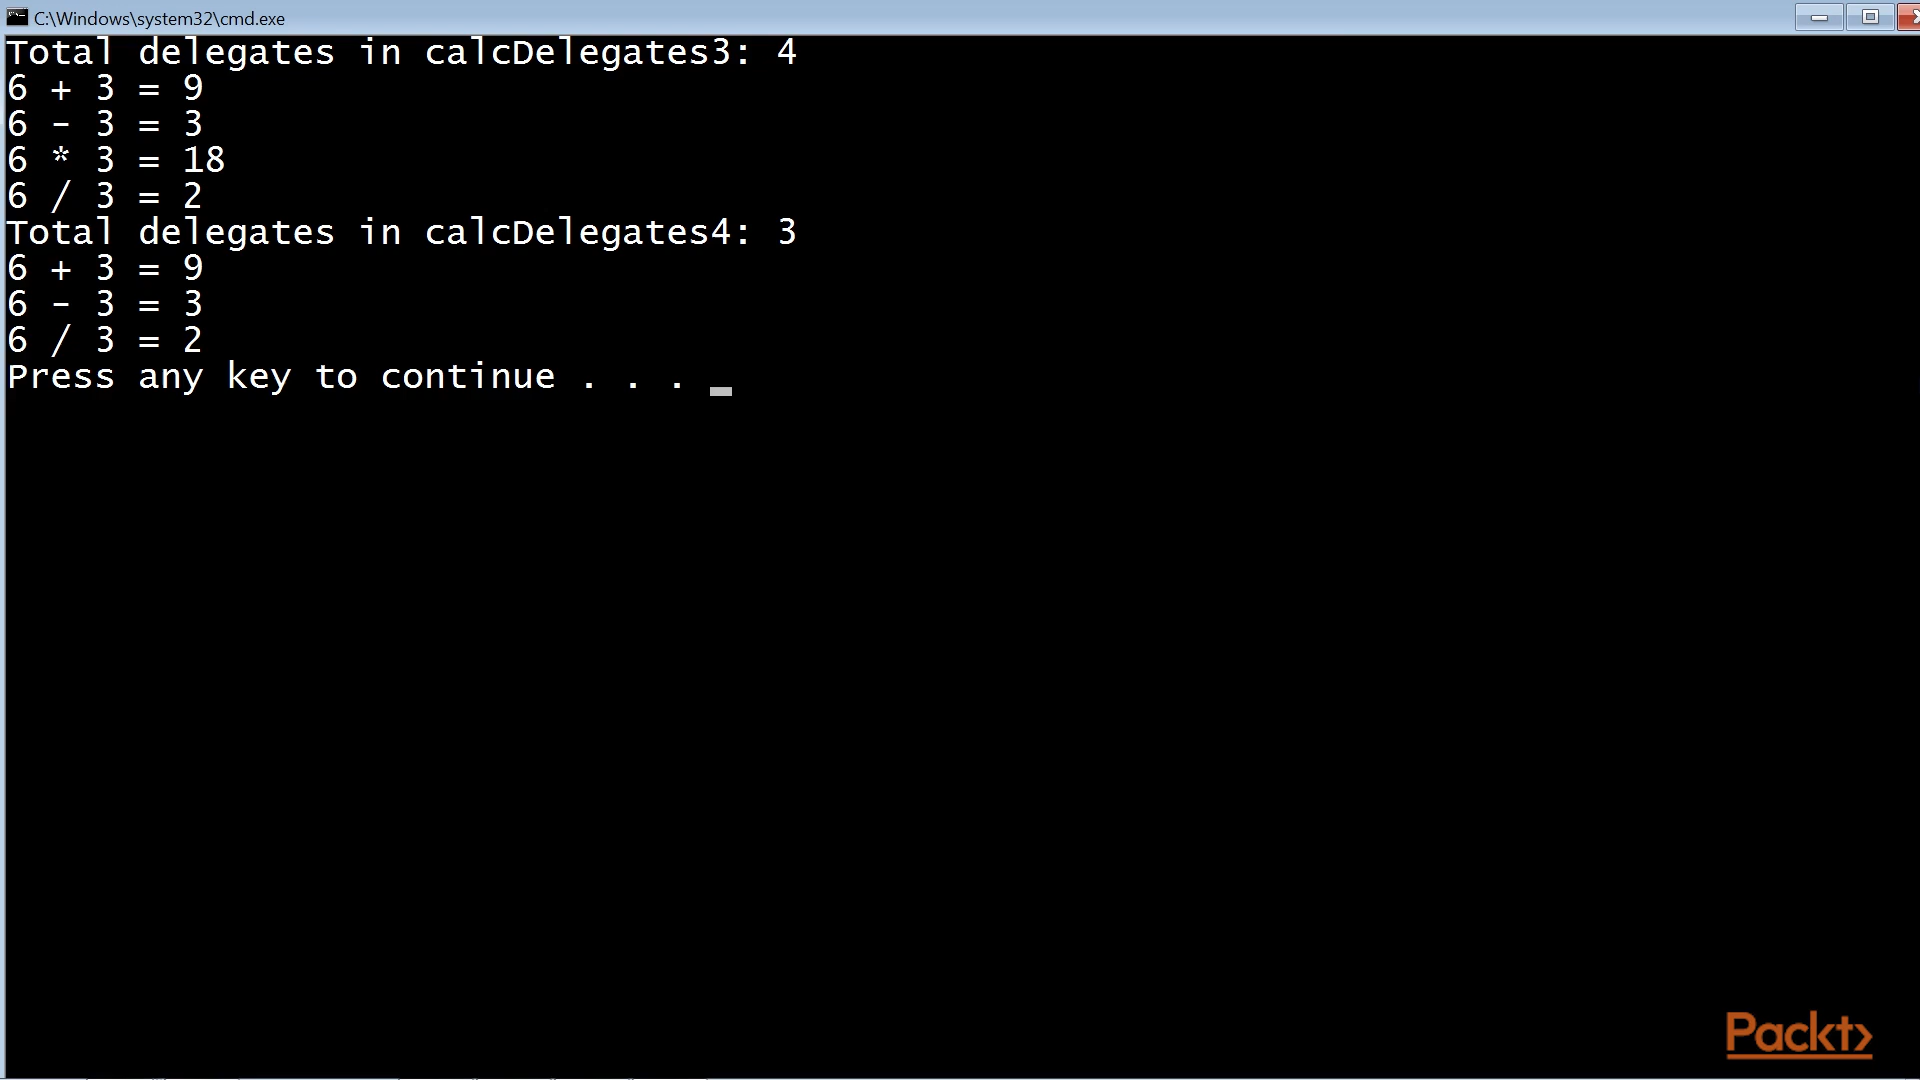 C:\Windows\system32\cmd.exe
Total delegates in calcDelegates3: 4
6 + 3 = 9
6 - 3 = 3
6 * 3 = 18
6 / 3 = 2
Total delegates in calcDelegates4: 3
6 + 3 = 9
6 - 3 = 3
6 / 3 = 2
Press any key to continue . . .
Packt>